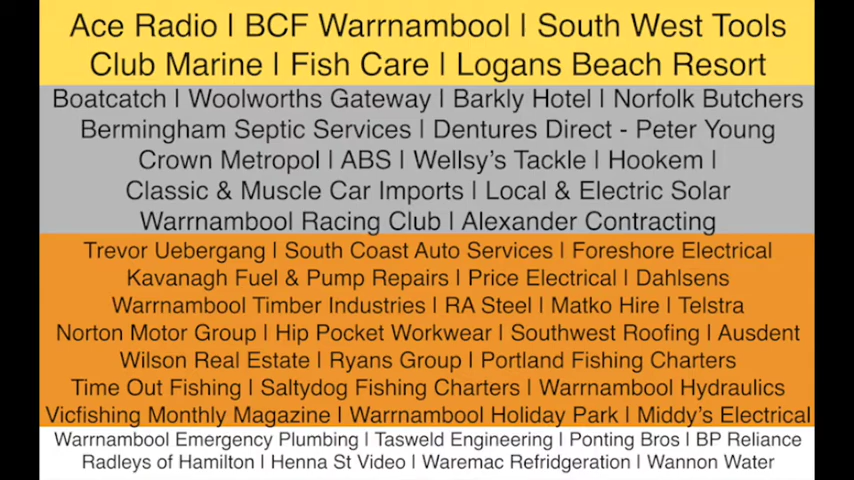 Ace Radio | BCF Warrnambool | South West Tools
Club Marine | Fish Care | Logans Beach Resort
Boatcatch | Woolworths Gateway | Barkly Hotel | Norfolk Butchers
Bermingham Septic Services | Dentures Direct - Peter Young
Crown Metropol | ABS | Wellsy's Tackle | Hookem |
Classic & Muscle Car Imports | Local & Electric Solar
Warrnambool Racing Club | Alexander Contracting
Trevor Uebergang | South Coast Auto Services | Foreshore Electrical
Kavanagh Fuel & Pump Repairs | Price Electrical | Dahlsens
Warrnambool Timber Industries | RA Steel | Matko Hire | Telstra
Norton Motor Group | Hip Pocket Workwear | Southwest Roofing | Ausdent
Wilson Real Estate | Ryans Group | Portland Fishing Charters
Time Out Fishing | Saltydog Fishing Charters | Warrnambool Hydraulics
Vicfishing Monthly Magazine | Warrnambool Holiday Park | Middy's Electrical
Warrnambool Emergency Plumbing | Tasweld Engineering | Ponting Bros | BP Reliance
Radleys of Hamilton | Henna St Video | Waremac Refridgeration | Wannon Water